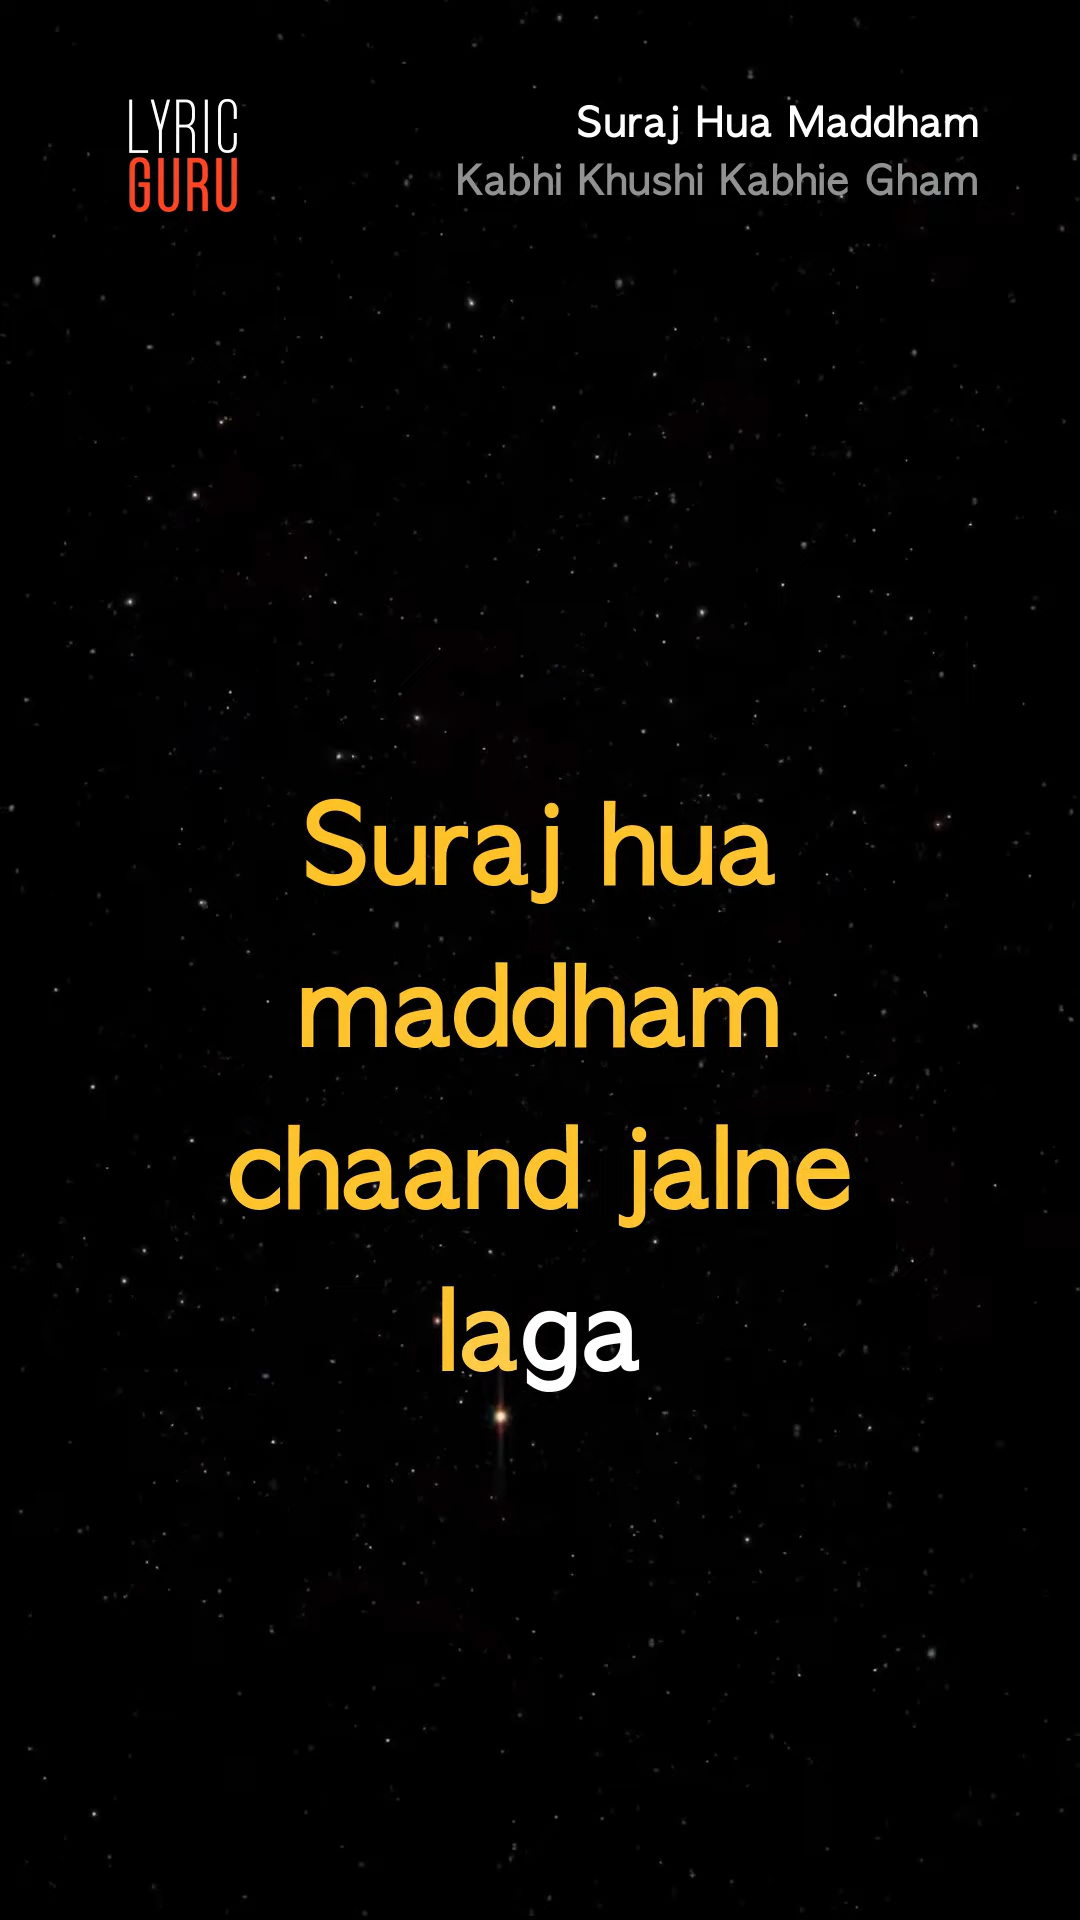 LYRIC
GURU
Suraj Hua Maddham
Kabhi Khushi Kabhie Gham
Suraj hua
maddham
chaand jalne
laga